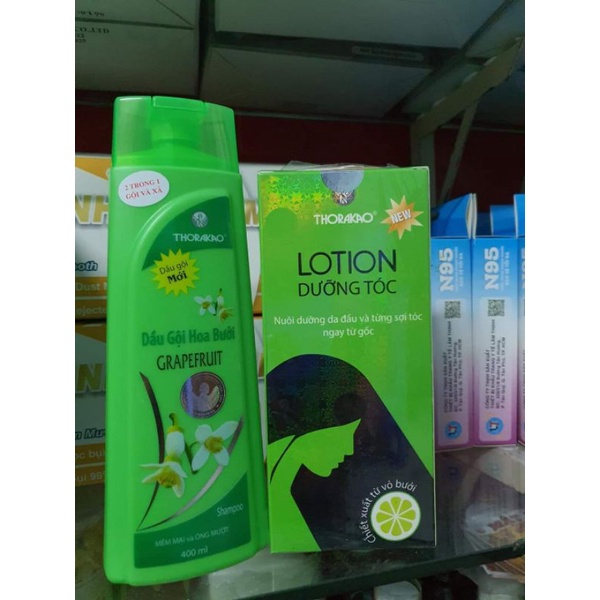 2 TRONG 1
GỘI VÀ XẢ
THORAKAO
Dầu gội
Mới
Dầu Gội Hoa Bưởi
GRAPEFRUIT
Shampoo
MỀM MẠI và ÓNG MƯỢT
400 ml
THORAKAO
NEW
LOTION
DƯỠNG TÓC
Nuôi dưỡng da đầu và từng sợi tóc
ngay từ gốc
Chiết xuất từ vỏ bưởi
N95
N95